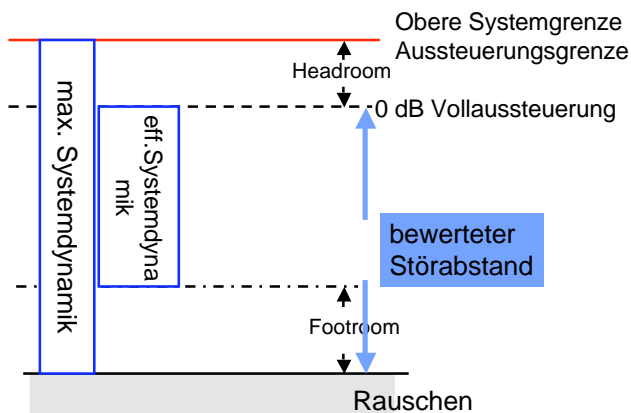 Obere Systemgrenze
Aussteuerungsgrenze
Headroom
0 dB Vollaussteuerung
max. Systemdynamik
eff.Systemdyna
mik
bewerteter
Störabstand
Footroom
Rauschen